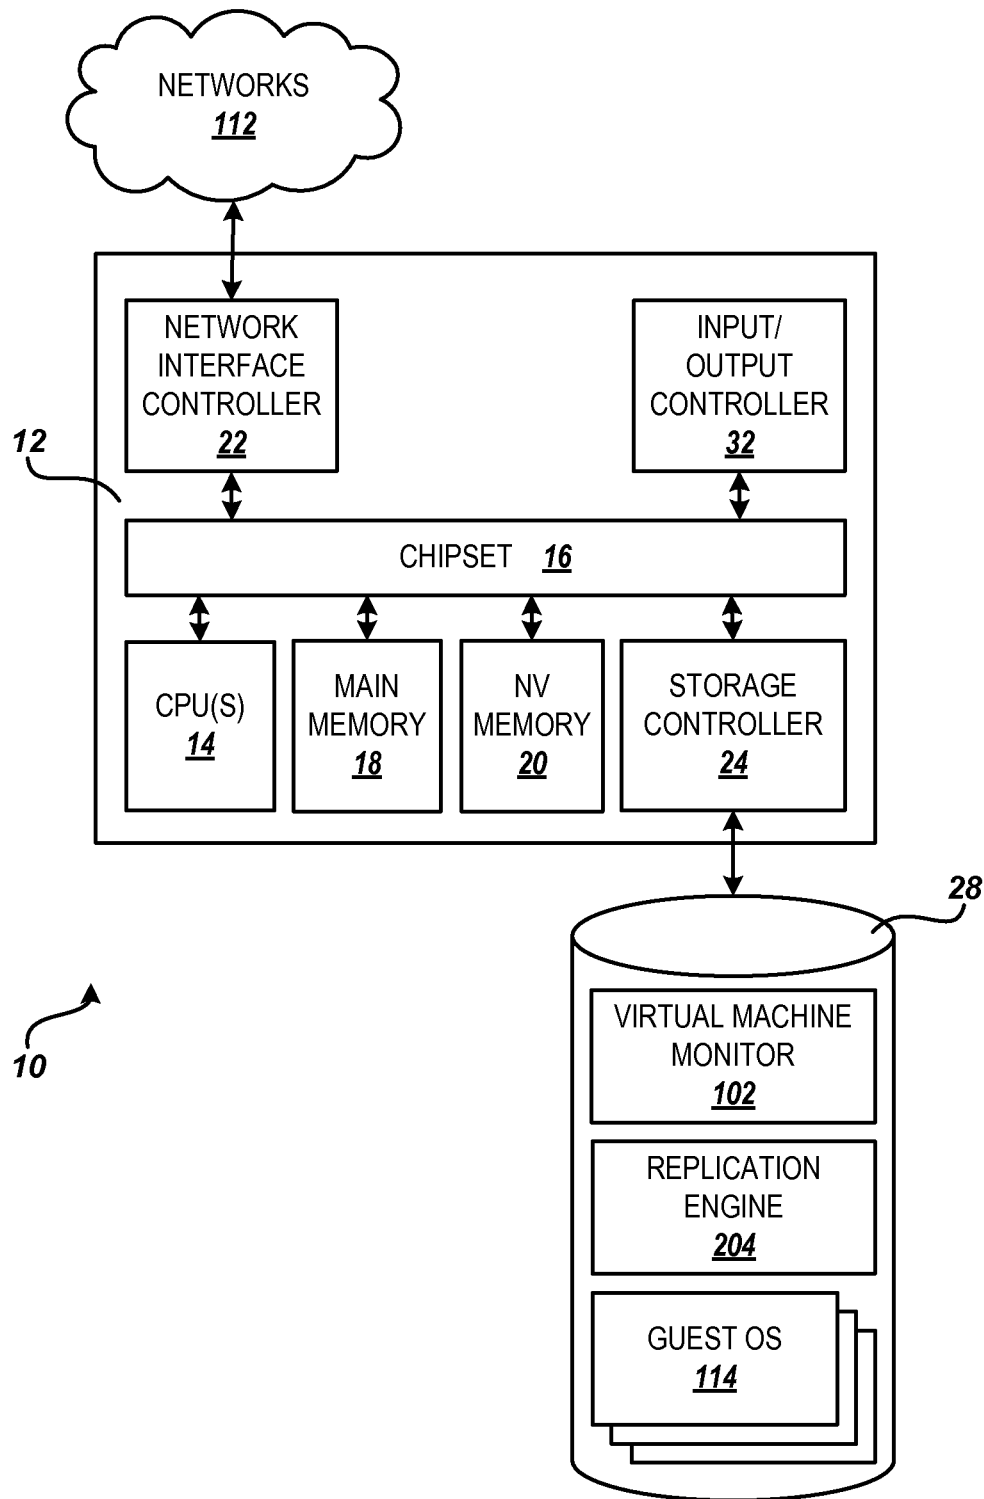 NETWORKS
112
NETWORK
INTERFACE
CONTROLLER
22
INPUT/
OUTPUT
CONTROLLER
32
12
CHIPSET 16
CPU(S)
14
MAIN
MEMORY
18
NV
MEMORY
20
STORAGE
CONTROLLER
24
28
VIRTUAL MACHINE
MONITOR
102
10
REPLICATION
ENGINE
204
GUEST OS
114